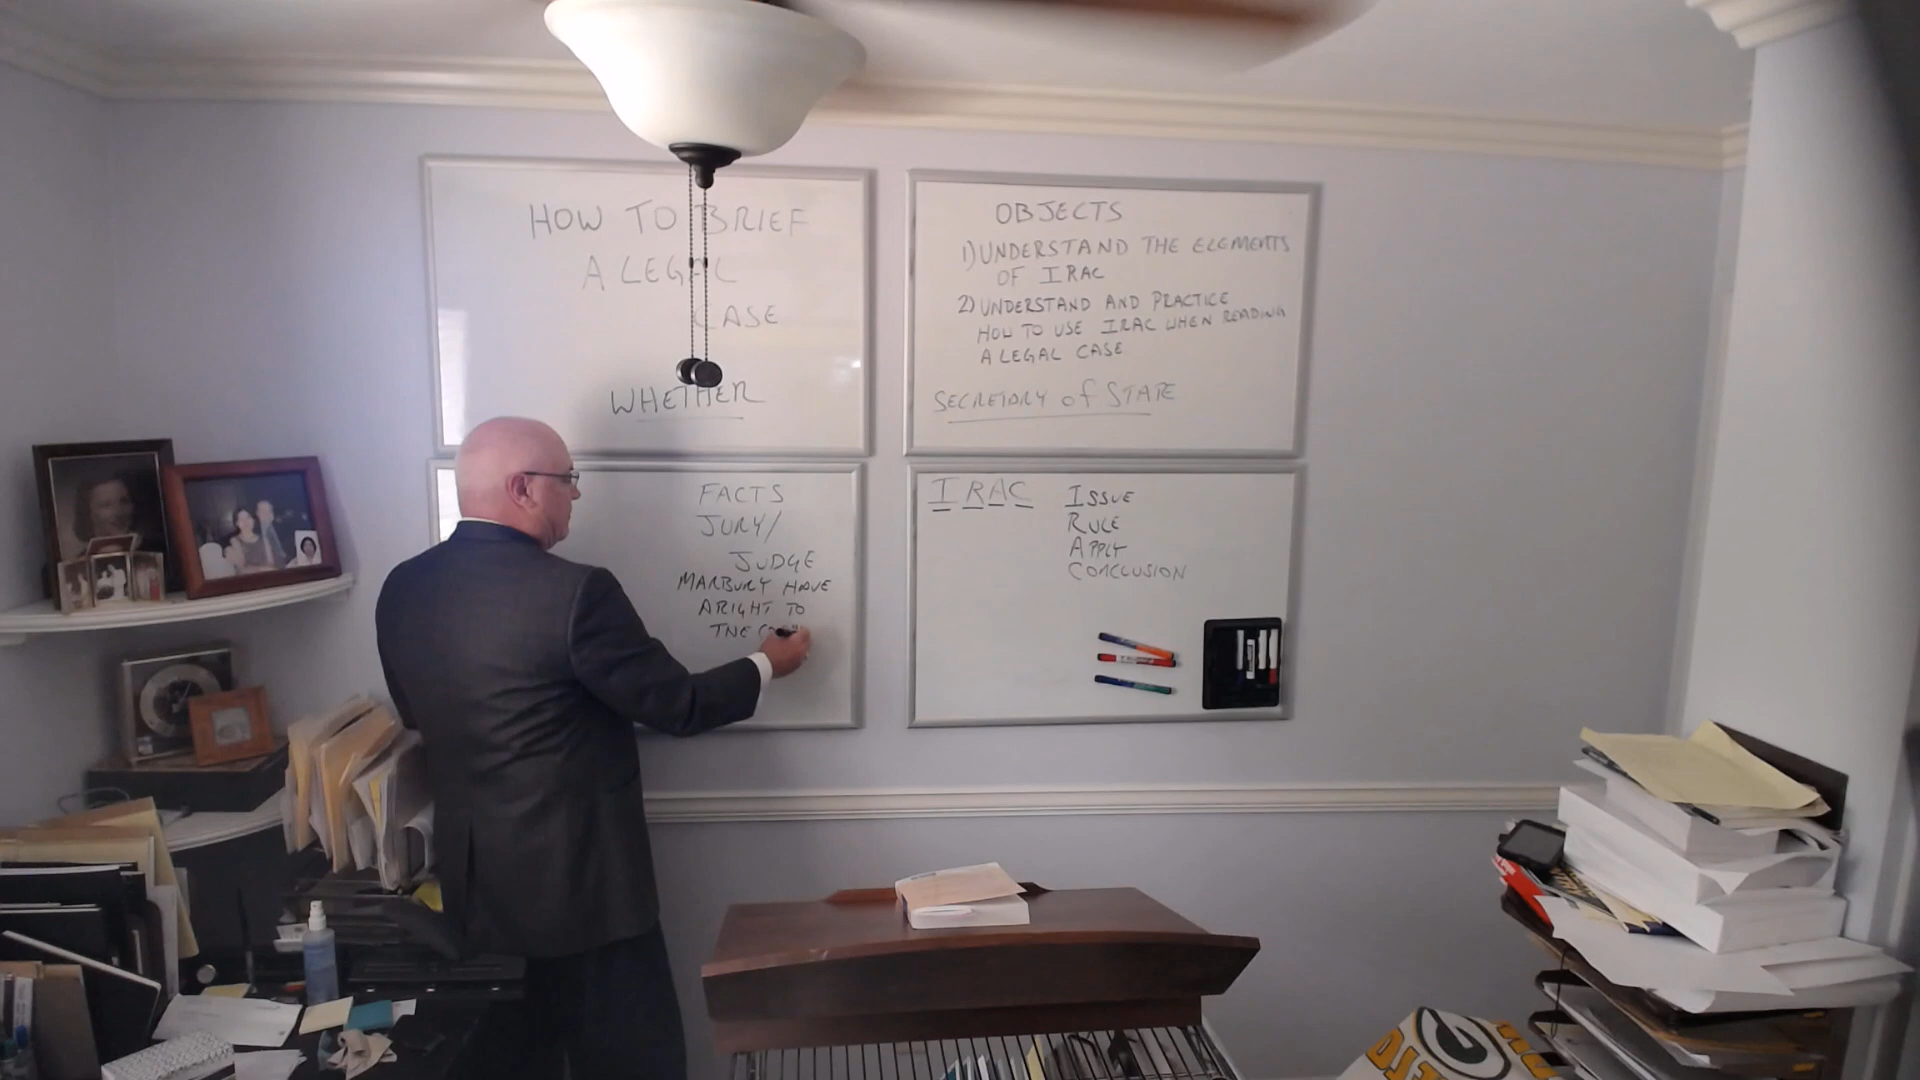 HOW TO BRIEF
A LEGAL
CASE
WHETHER
OBJECTS
1) UNDERSTAND THE ELEMENTS
OF IRAC
2) UNDERSTAND AND PRACTICE
HOW TO USE IRAC WHEN READING
A LEGAL CASE
SECRETARY of STATE
FACTS
JURY/
JUDGE
MARBURY HAVE
A RIGHT TO
THE
IRAC
ISSUE
RULE
APPLY
CONCLUSION
G